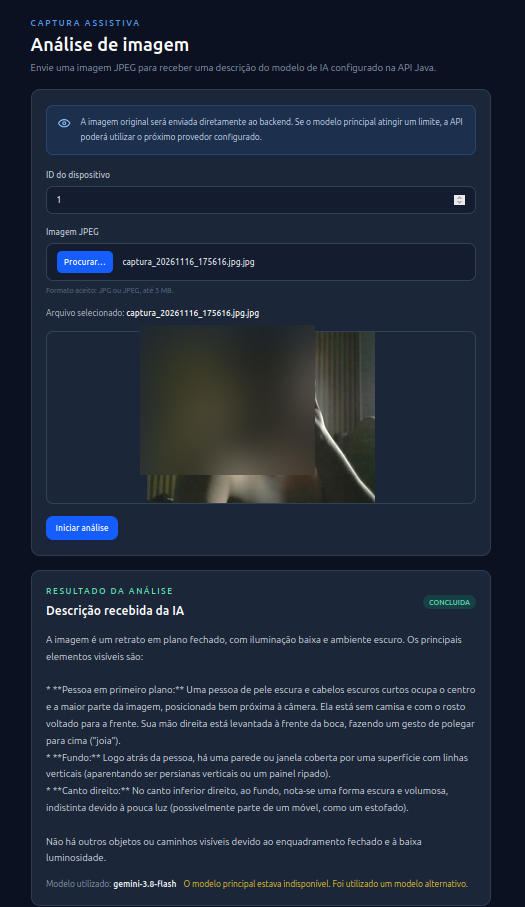 CAPTURA ASSISTIVA
Análise de imagem
Envie uma imagem JPEG para receber uma descrição do modelo de IA configurado na API Java.
A imagem original será enviada diretamente ao backend. Se o modelo principal atingir um limite, a API
poderá utilizar o próximo provedor configurado.
ID do dispositivo
1
Imagem JPEG
Procurar... captura_20261116_175616.jpg.jpg
Formato aceito: JPG ou JPEG, até 3 MB.
Arquivo selecionado: captura_20261116_175616.jpg.jpg
Iniciar análise
RESULTADO DA ANÁLISE
CONCLUIDA
Descrição recebida da IA
A imagem é um retrato em plano fechado, com iluminação baixa e ambiente escuro. Os principais
elementos visíveis são:
* **Pessoa em primeiro plano:** Uma pessoa de pele escura e cabelos escuros curtos ocupa o centro
e a maior parte da imagem, posicionada bem próxima à câmera. Ela está sem camisa e com o rosto
voltado para a frente. Sua mão direita está levantada à frente da boca, fazendo um gesto de polegar
para cima ("joia").
* **Fundo:** Logo atrás da pessoa, há uma parede ou janela coberta por uma superfície com linhas
verticais (aparentando ser persianas verticais ou um painel ripado).
* **Canto direito:** No canto inferior direito, ao fundo, nota-se uma forma escura e volumosa,
indistinta devido à pouca luz (possivelmente parte de um móvel, como um estofado).
Não há outros objetos ou caminhos visíveis devido ao enquadramento fechado e à baixa
luminosidade.
Modelo utilizado: gemini-3.8-flash O modelo principal estava indisponível. Foi utilizado um modelo alternativo.